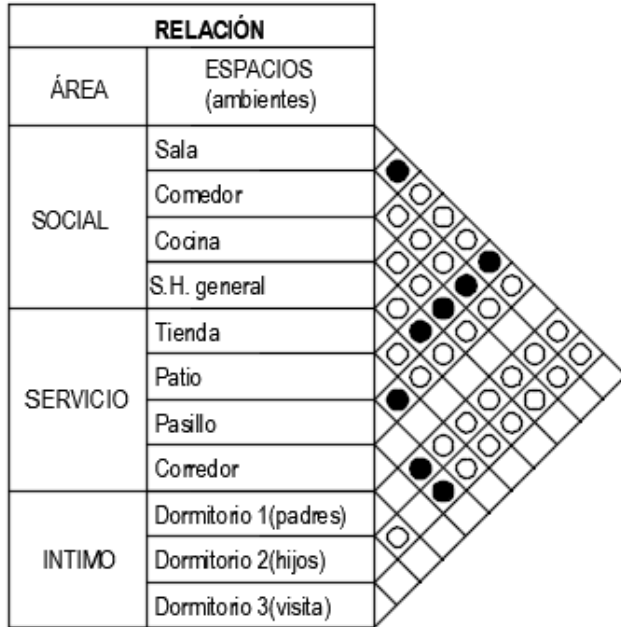 RELACIÓN
ÁREA
ESPACIOS
(ambientes)
SOCIAL
Sala
Comedor
Cocina
S.H. general
SERVICIO
Tienda
Patio
Pasillo
Corredor
INTIMO
Dormitorio 1(padres)
Dormitorio 2(hijos)
Dormitorio 3(visita)